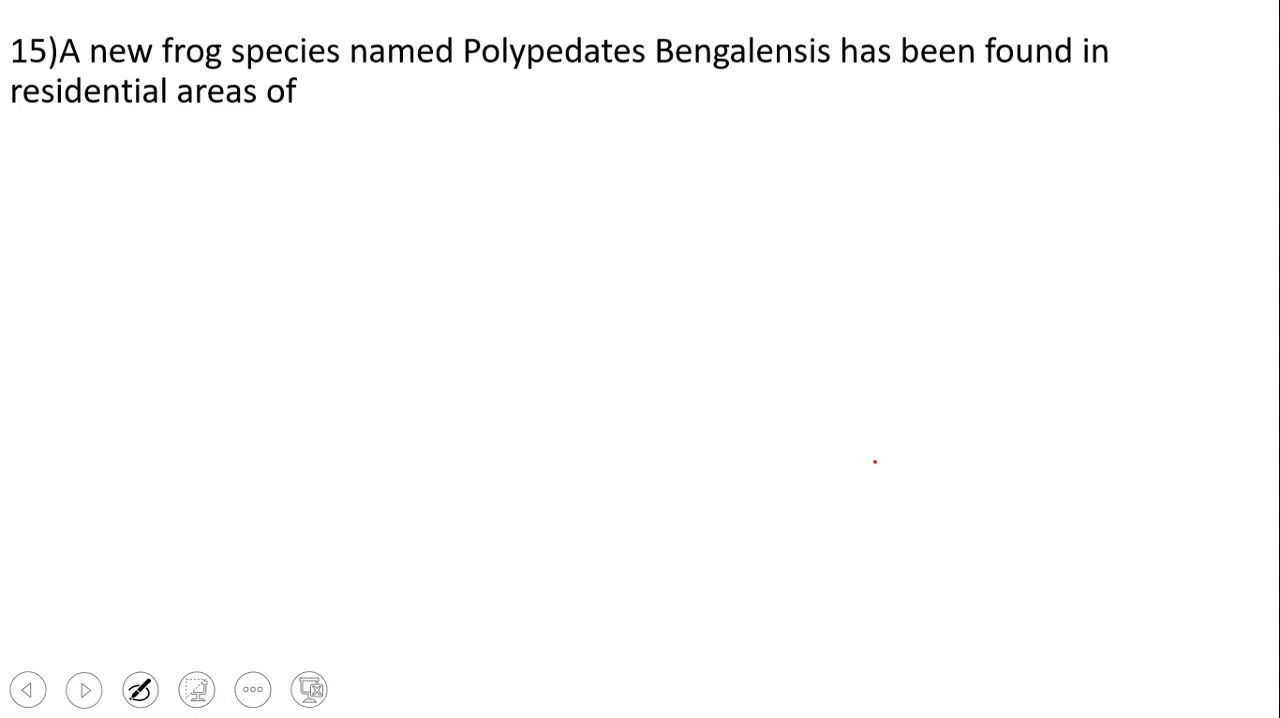 15)A new frog species named Polypedates Bengalensis has been found in
residential areas of